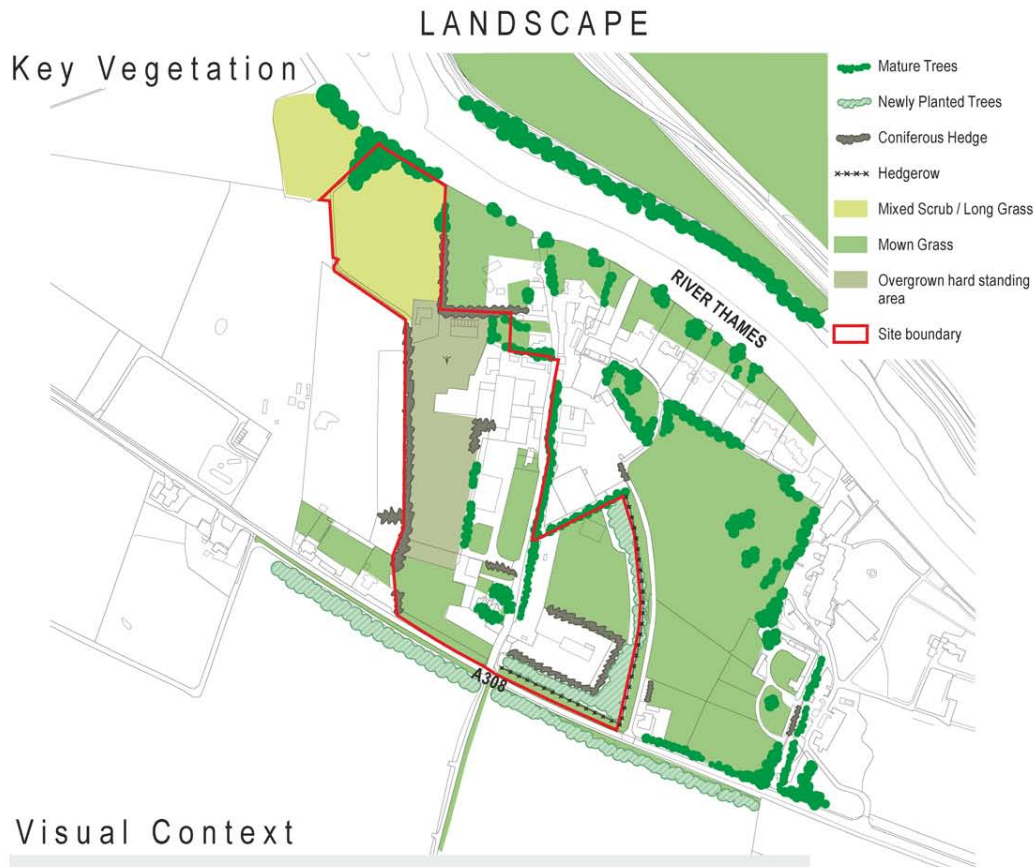 LANDSCAPE
Key Vegetation
Mature Trees
Newly Planted Trees
Coniferous Hedge
Hedgerow
Mixed Scrub / Long Grass
Mown Grass
Overgrown hard standing
area
Site boundary
RIVER THAMES
A308
Visual Context